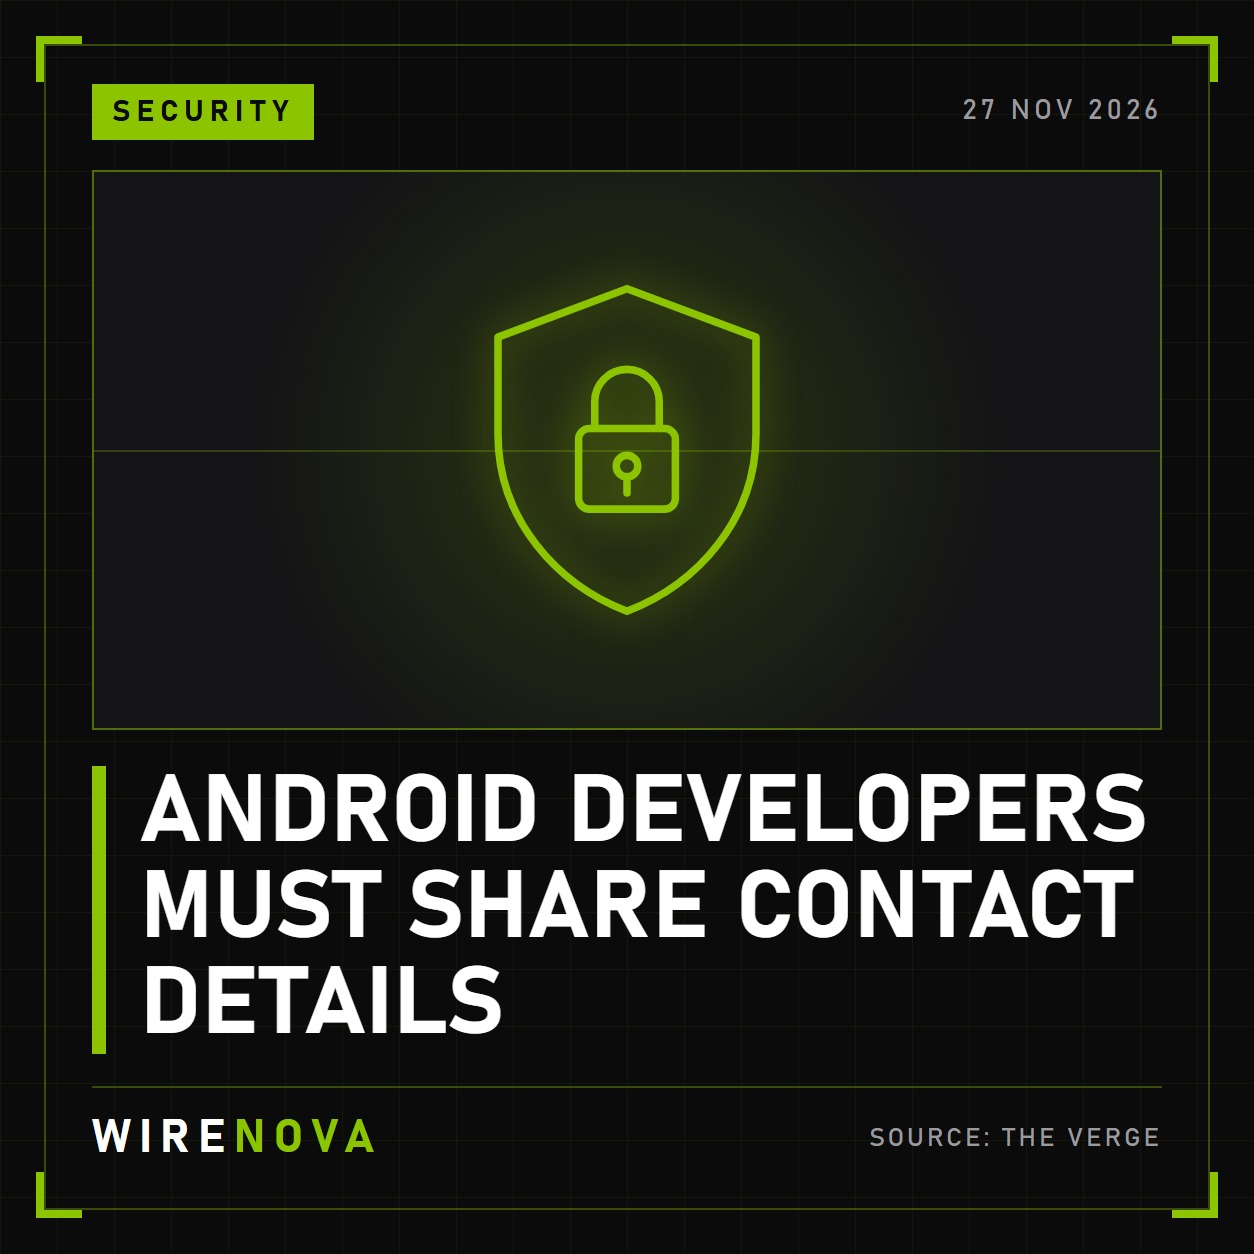 SECURITY
27 NOV 2026
ANDROID DEVELOPERS
MUST SHARE CONTACT
DETAILS
WIRENOVA
SOURCE: THE VERGE